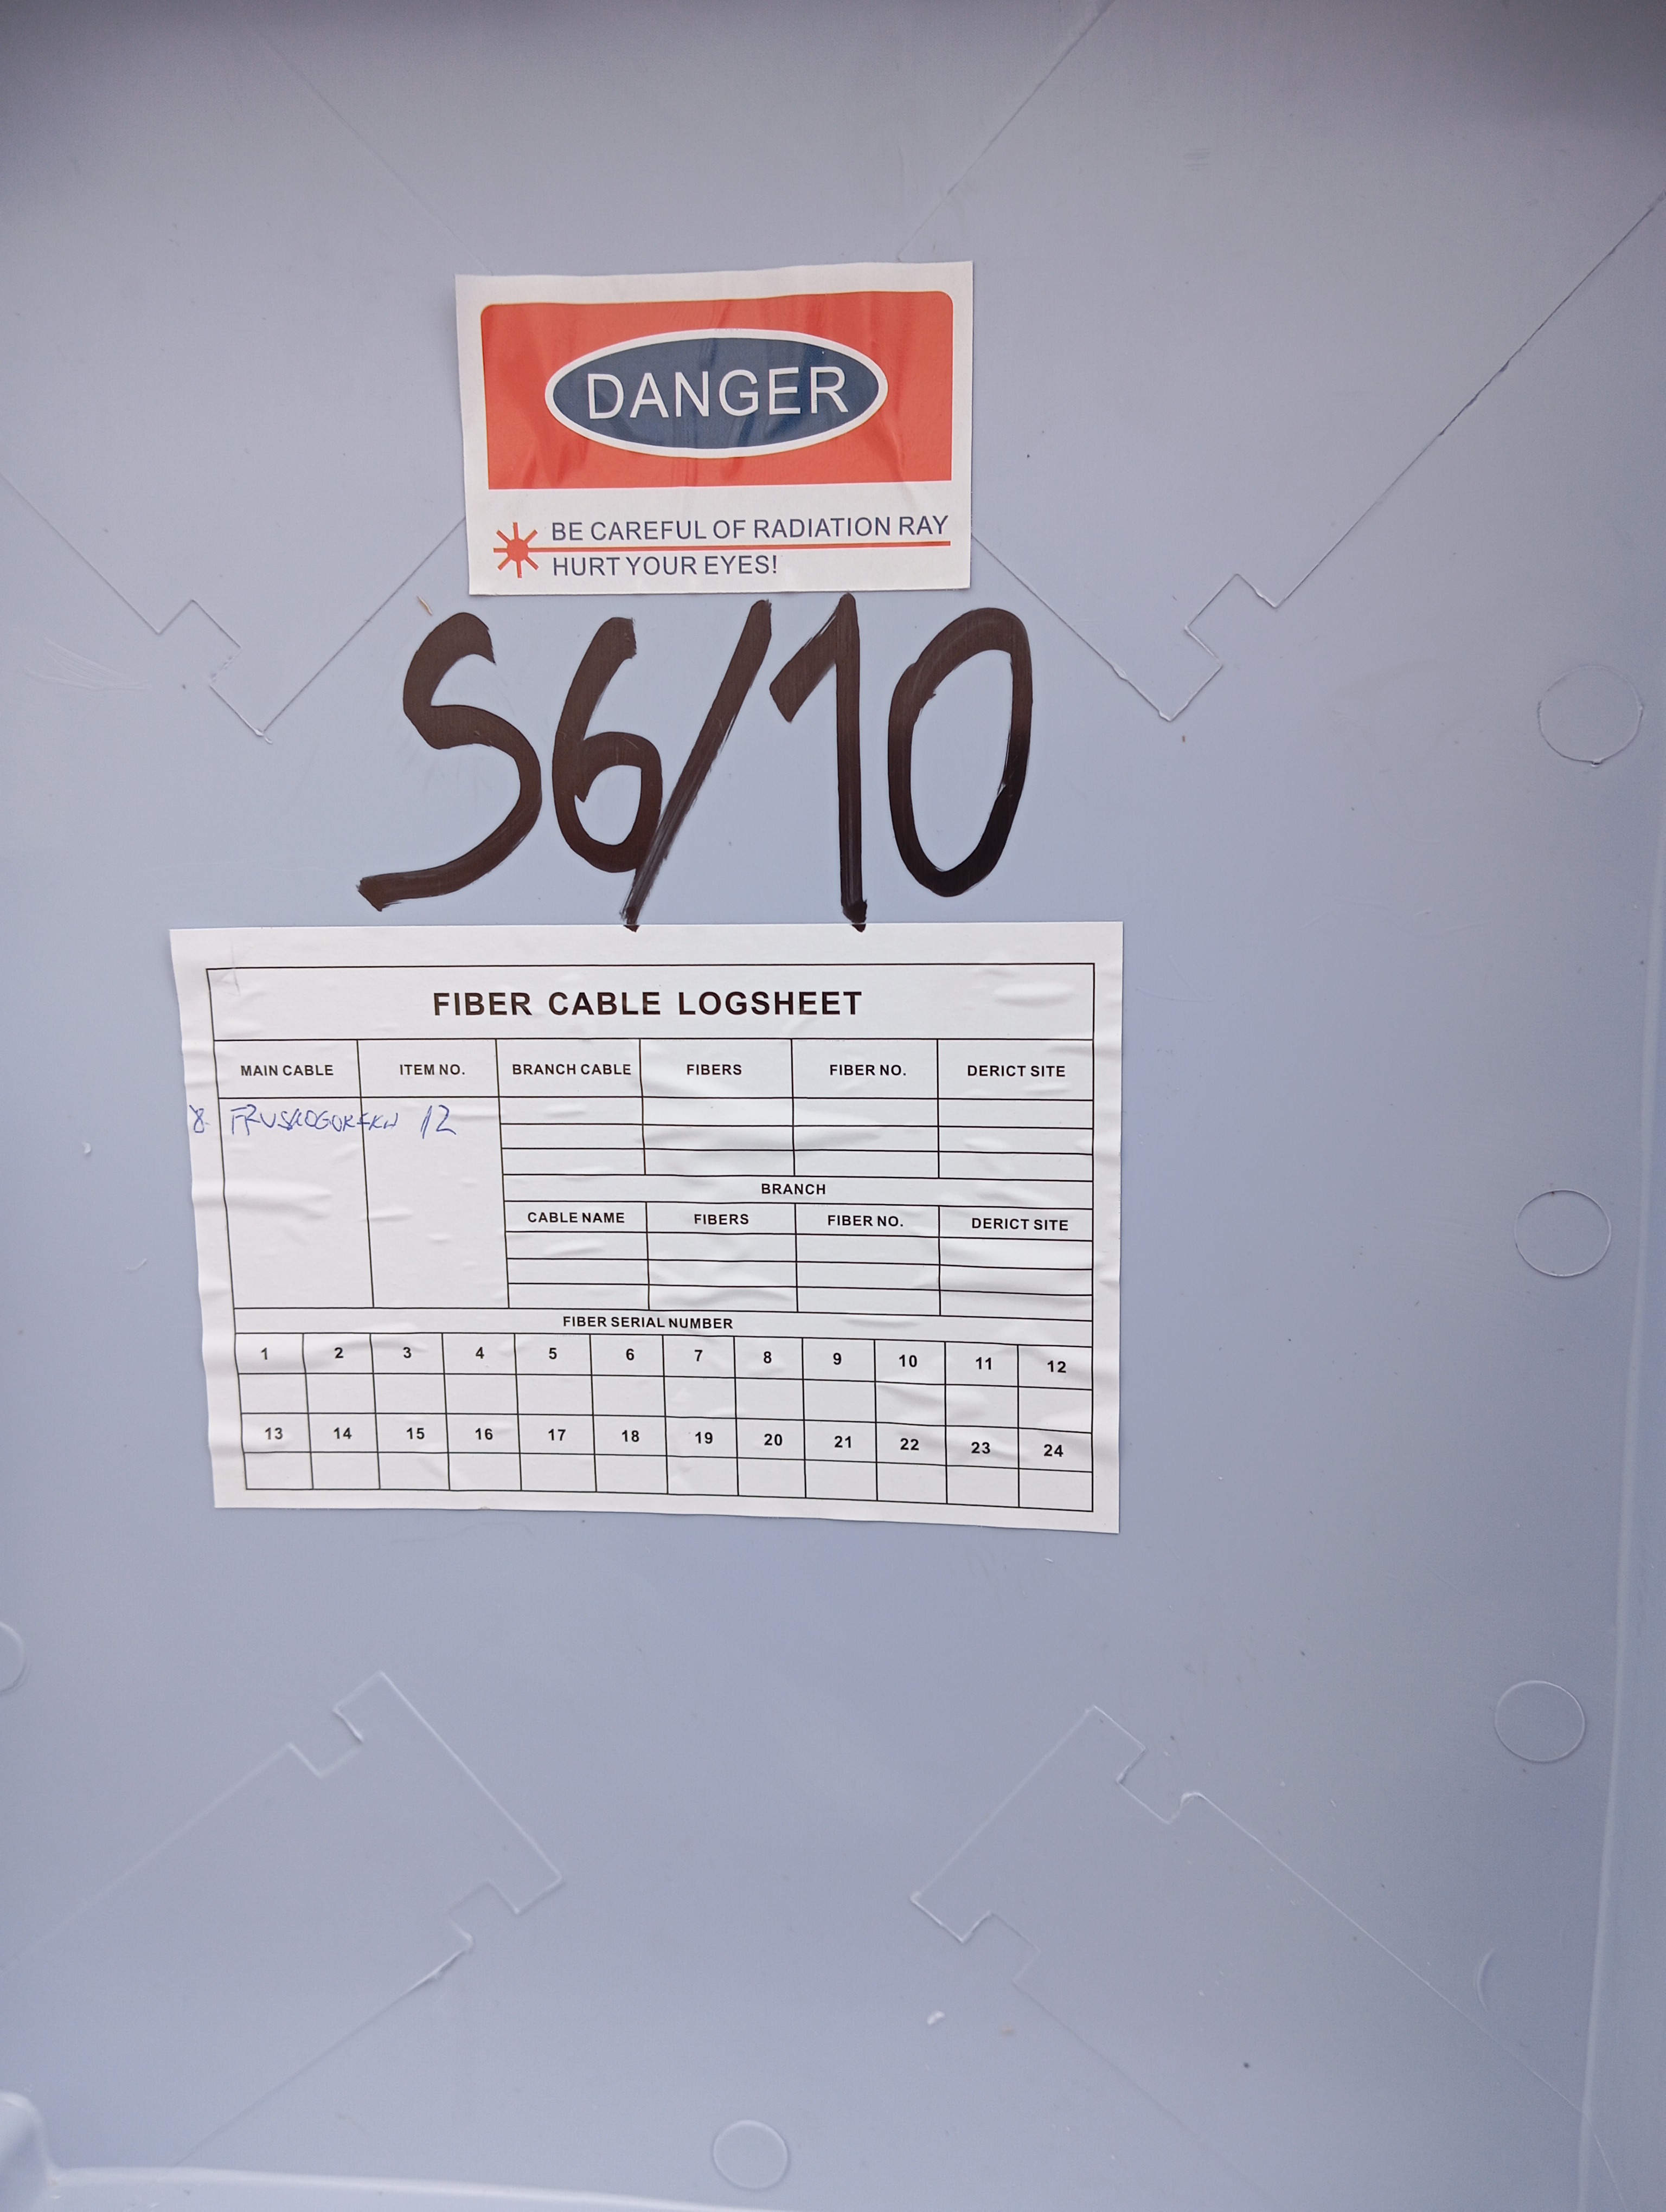 DANGER
BE CAREFUL OF RADIATION RAY
HURT YOUR EYES!
S6/10
FIBER CABLE LOGSHEET
MAIN CABLE ITEM NO. BRANCH CABLE FIBERS FIBER NO. DERICT SITE
8. 12
BRANCH
CABLE NAME FIBERS FIBER NO. DERICT SITE
FIBER SERIAL NUMBER
1 2 3 4 5 6 7 8 9 10 11 12
13 14 15 16 17 18 19 20 21 22 23 24